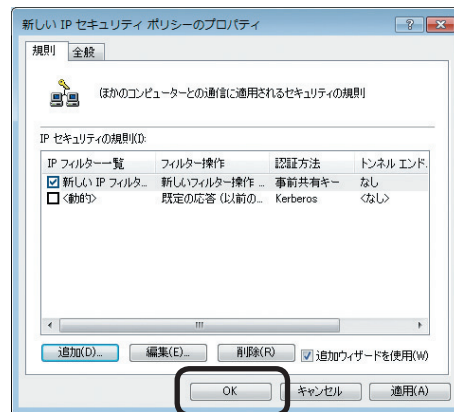 新しい IP セキュリティ ポリシーのプロパティ
規則 全般
ほかのコンピューターとの通信に適用されるセキュリティの規則
IP セキュリティの規則(I):
IP フィルター一覧 フィルター操作 認証方法 トンネル エンド.
新しい IP フィルタ... 新しいフィルター操作 ... 事前共有キー なし
<動的> 既定の応答 (以前の... Kerberos <なし>
追加(D)... 編集(E)... 削除(R) 追加ウィザードを使用(W)
OK キャンセル 適用(A)